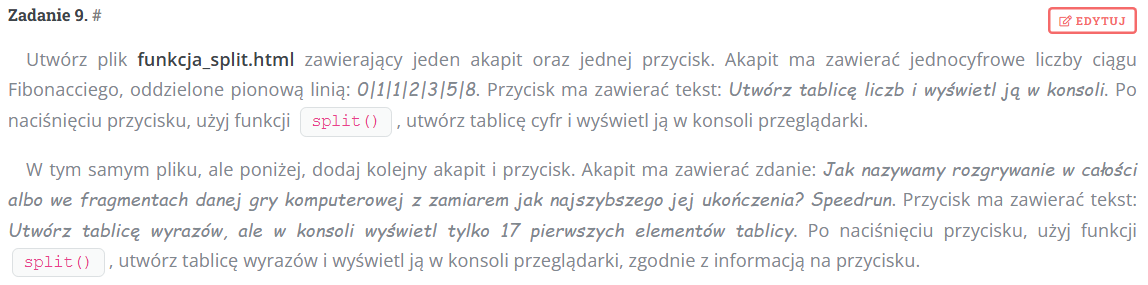 Zadanie 9. #
EDYTUJ
Utwórz plik funkcja_split.html zawierający jeden akapit oraz jednej przycisk. Akapit ma zawierać jednocyfrowe liczby ciągu
Fibonacciego, oddzielone pionową linią: 0|1|1|2|3|5|8. Przycisk ma zawierać tekst: Utwórz tablicę liczb i wyświetl ją w konsoli. Po
naciśnięciu przycisku, użyj funkcji split() , utwórz tablicę cyfr i wyświetl ją w konsoli przeglądarki.
W tym samym pliku, ale poniżej, dodaj kolejny akapit i przycisk. Akapit ma zawierać zdanie: Jak nazywamy rozgrywanie w całości
albo we fragmentach danej gry komputerowej z zamiarem jak najszybszego jej ukończenia? Speedrun. Przycisk ma zawierać tekst:
Utwórz tablicę wyrazów, ale w konsoli wyświetl tylko 17 pierwszych elementów tablicy. Po naciśnięciu przycisku, użyj funkcji
split() , utwórz tablicę wyrazów i wyświetl ją w konsoli przeglądarki, zgodnie z informacją na przycisku.